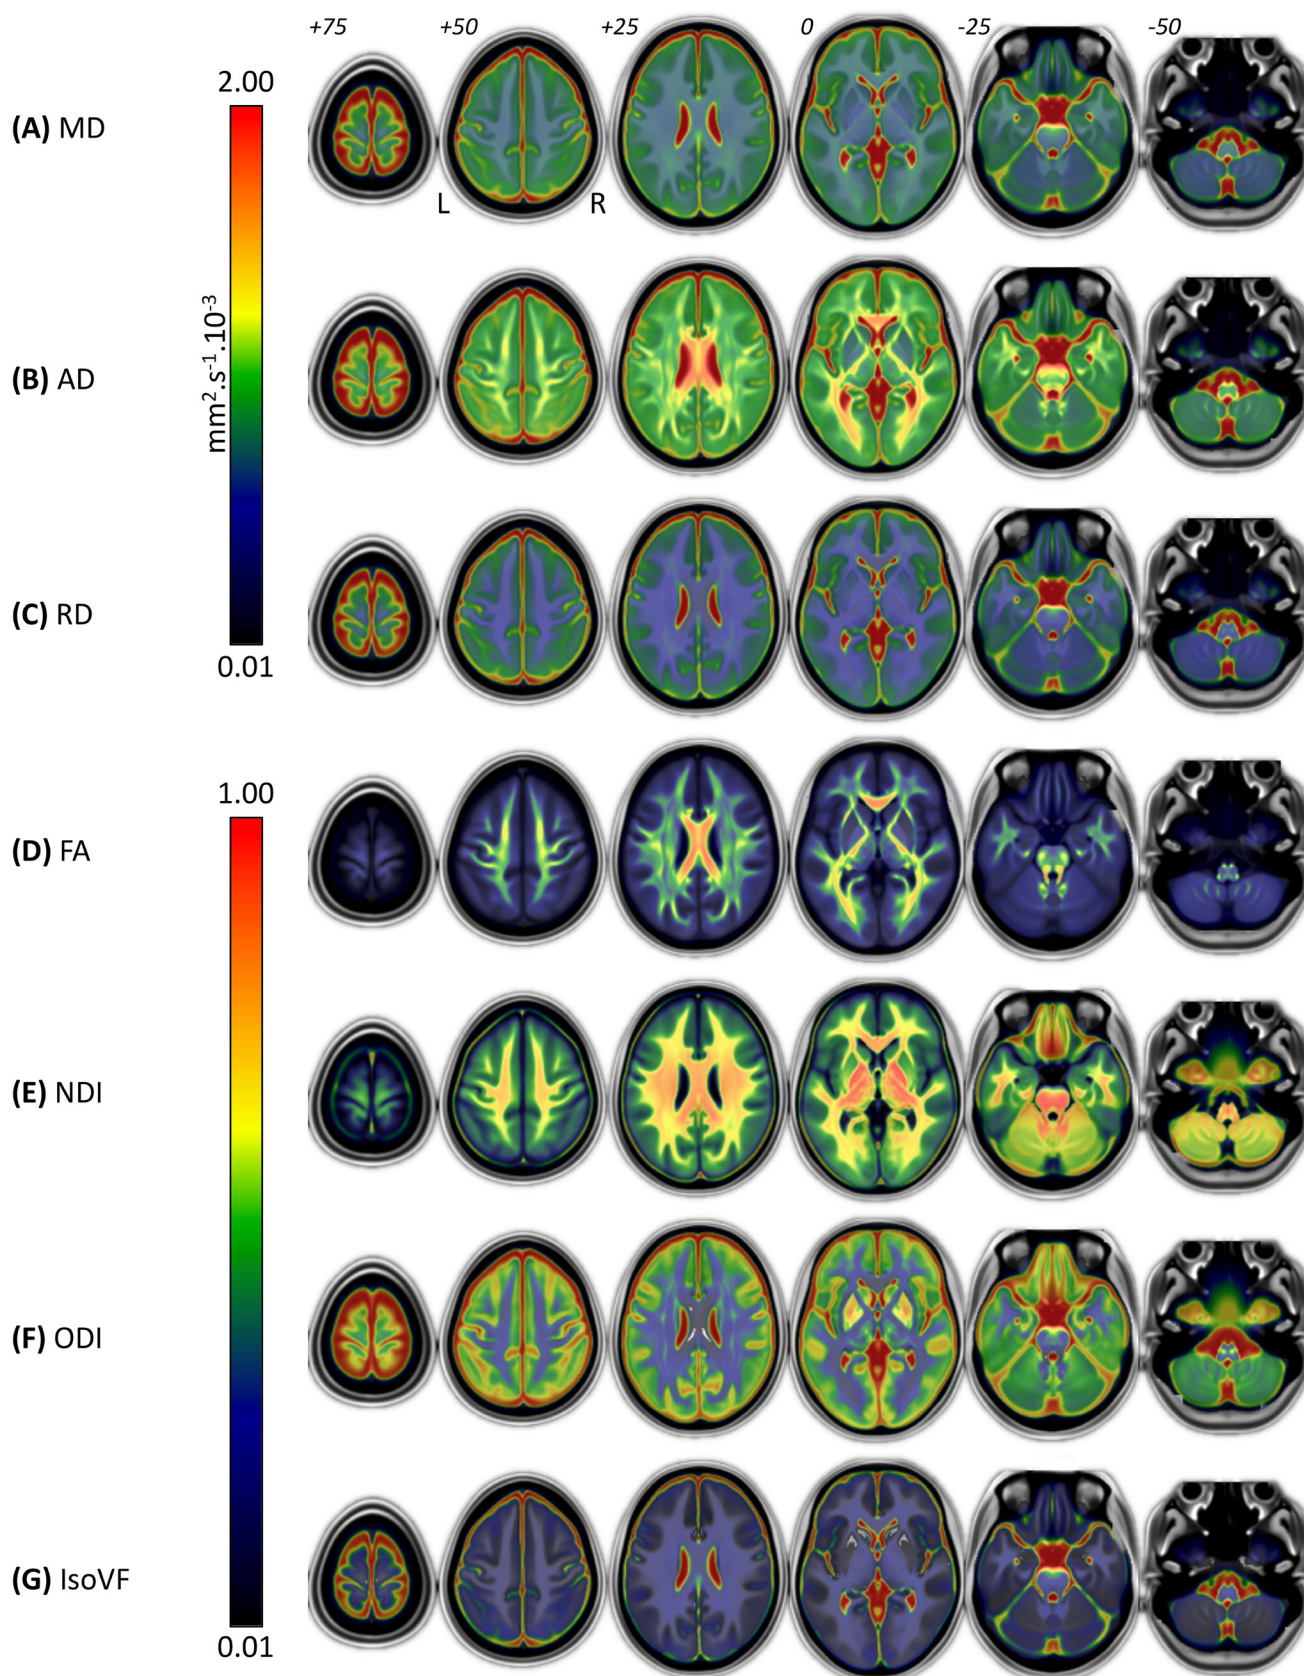 +75 +50 +25 0 -25 -50
2.00
(A) MD
L R
mm².s⁻¹.10⁻³
(B) AD
(C) RD
0.01
1.00
(D) FA
(E) NDI
(F) ODI
(G) IsoVF
0.01